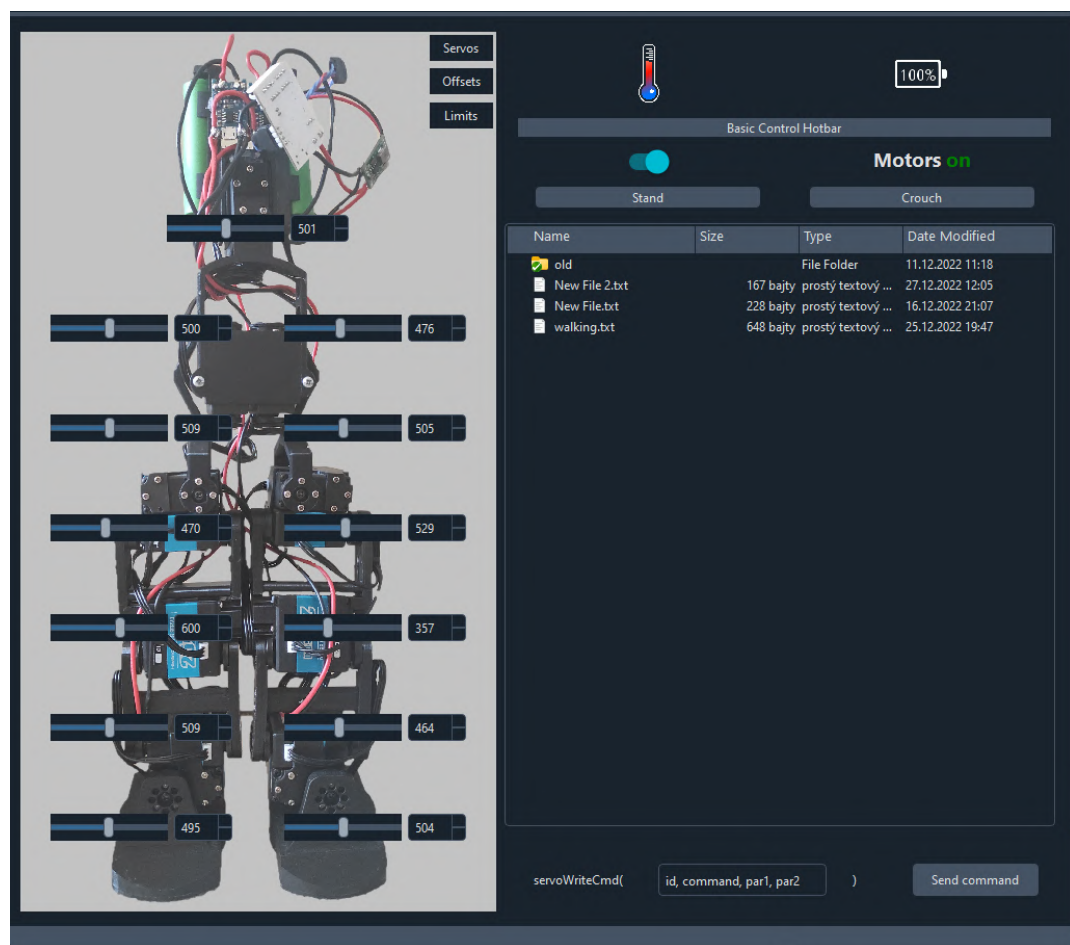 Servos
Offsets
Limits
501
500
476
509
505
470
529
600
357
509
464
495
504
100%
Basic Control Hotbar
Motors on
Stand
Crouch
Name Size Type Date Modified
old File Folder 11.12.2022 11:18
New File 2.txt 167 bajty prostý textový ... 27.12.2022 12:05
New File.txt 228 bajty prostý textový ... 16.12.2022 21:07
walking.txt 648 bajty prostý textový ... 25.12.2022 19:47
servoWriteCmd( id, command, par1, par2 ) Send command